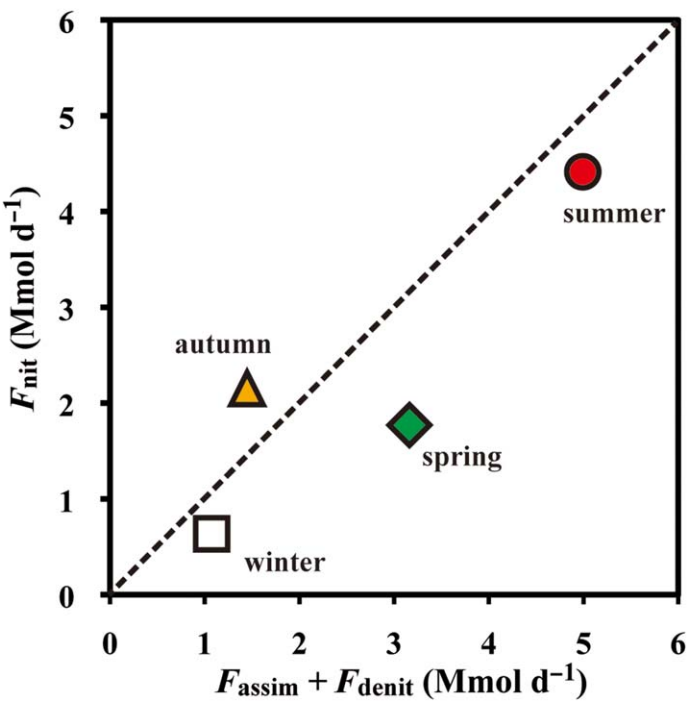 6
5
4
3
2
1
0
F_nit (Mmol d⁻¹)
summer
autumn
spring
winter
0 1 2 3 4 5 6
F_assim + F_denit (Mmol d⁻¹)